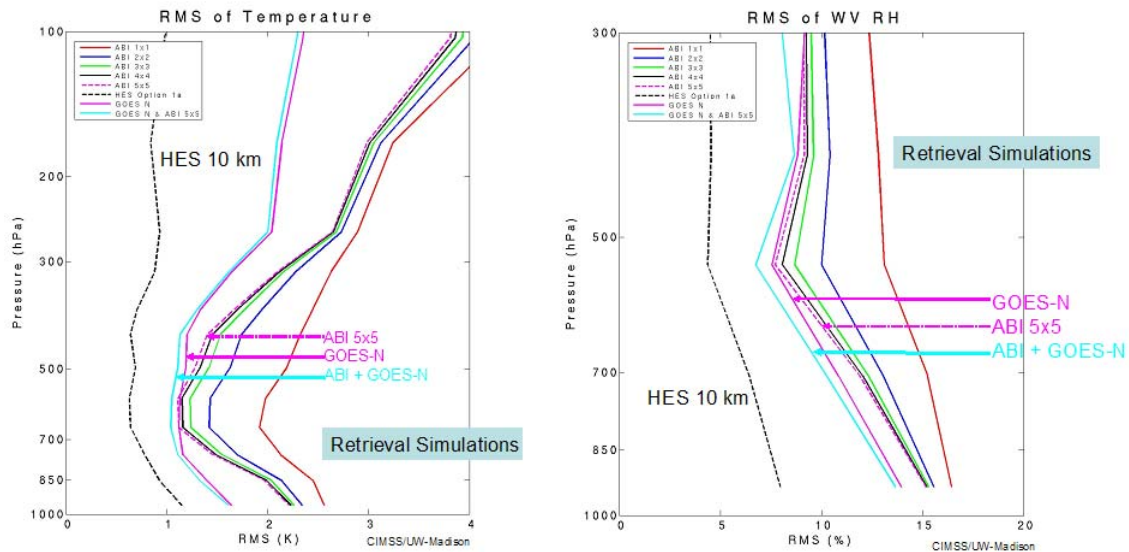 RMS of Temperature
100
200
300
500
700
850
1000
Pressure (hPa)
ABI 1x1
ABI 2x2
ABI 3x3
ABI 4x4
ABI 5x5
HES Option 1a
GOES N
GOES N & ABI 5x5
HES 10 km
ABI 5x5
GOES-N
ABI + GOES-N
Retrieval Simulations
0
1
2
3
4
RMS (K)
CIMSS/UW-Madison
RMS of WV RH
300
500
700
850
1000
Pressure (hPa)
ABI 1x1
ABI 2x2
ABI 3x3
ABI 4x4
ABI 5x5
HES Option 1a
GOES N
GOES N & ABI 5x5
Retrieval Simulations
GOES-N
ABI 5x5
ABI + GOES-N
HES 10 km
0
5
10
15
20
RMS (%)
CIMSS/UW-Madison